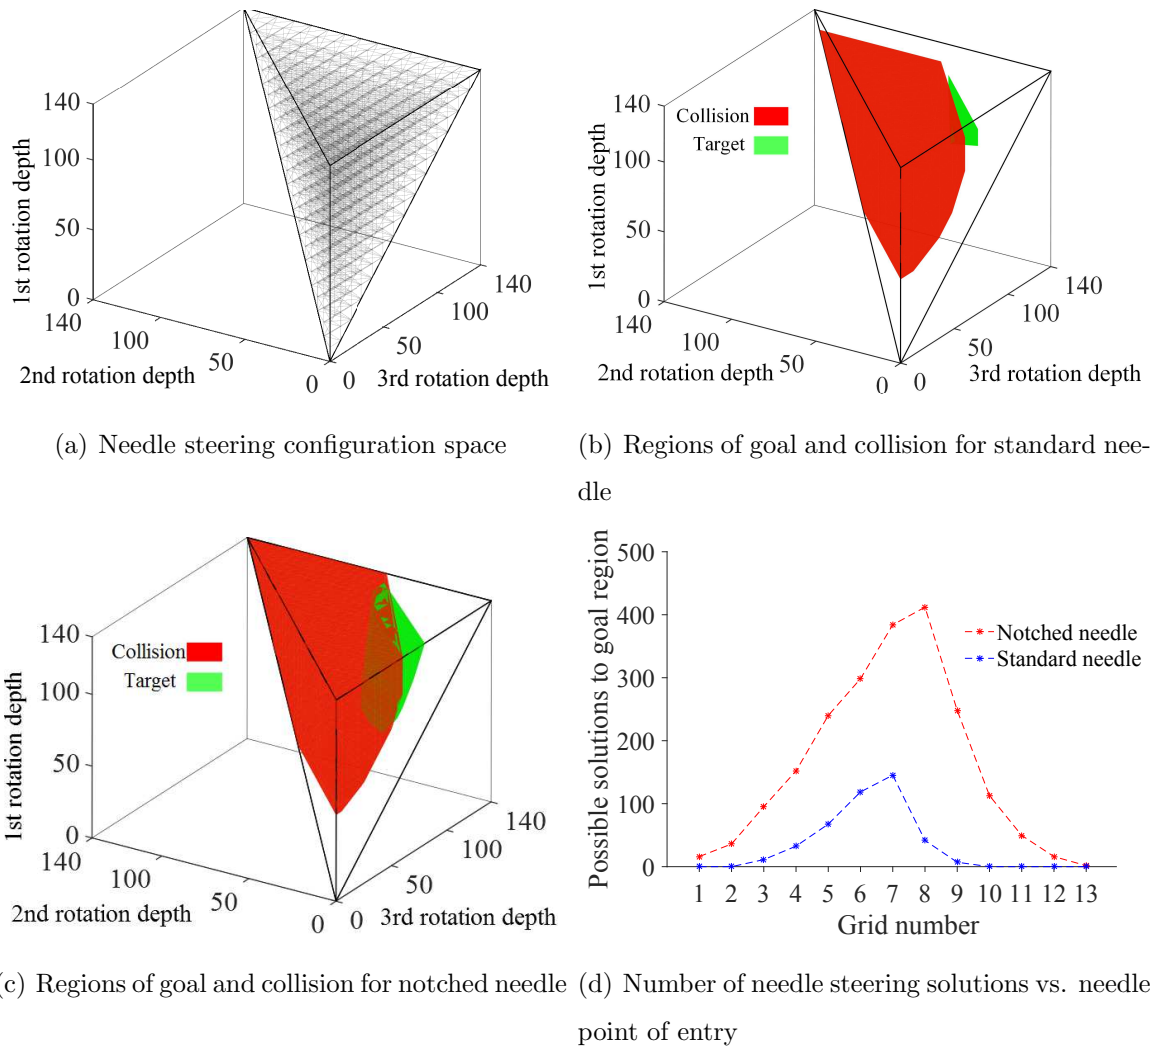 140
100
50
0
1st rotation depth
140
100
50
0
2nd rotation depth
0
50
100
140
3rd rotation depth
(a) Needle steering configuration space
140
100
50
0
1st rotation depth
Collision
Target
140
100
50
0
2nd rotation depth
0
50
100
140
3rd rotation depth
(b) Regions of goal and collision for standard nee-
dle
140
100
50
0
1st rotation depth
Collision
Target
140
100
50
0
2nd rotation depth
0
50
100
140
3rd rotation depth
c) Regions of goal and collision for notched needle
500
400
300
200
100
0
Possible solutions to goal region
Notched needle
Standard needle
1 2 3 4 5 6 7 8 9 10 11 12 13
Grid number
(d) Number of needle steering solutions vs. needle
point of entry